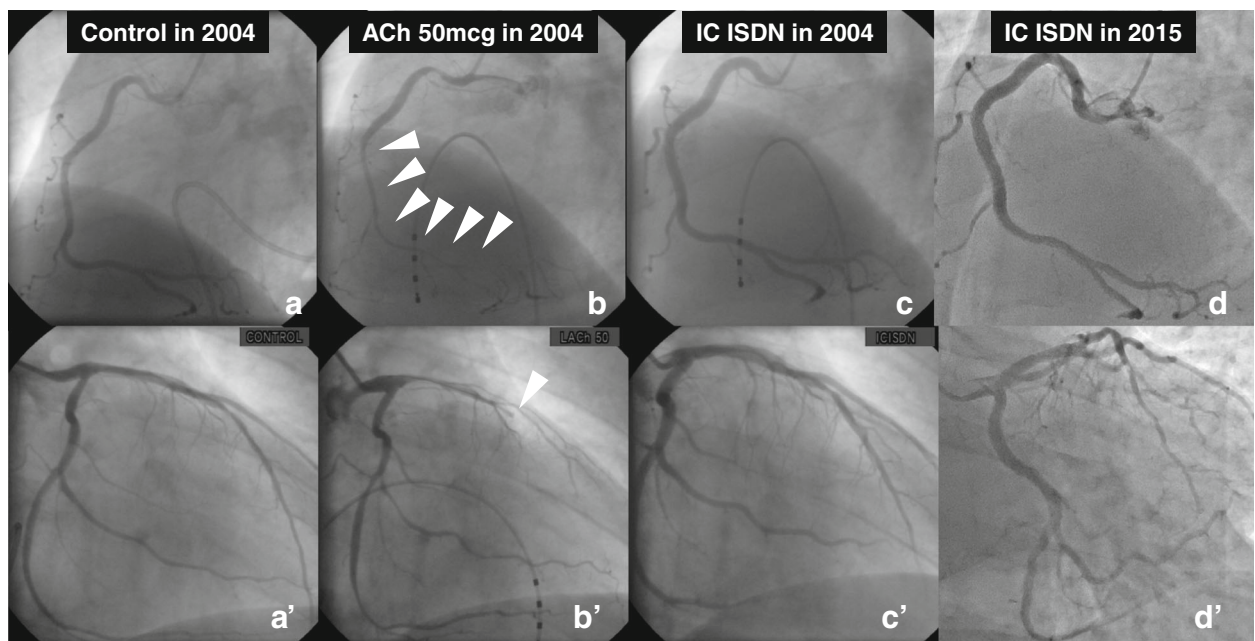 Control in 2004
ACh 50mcg in 2004
IC ISDN in 2004
IC ISDN in 2015
a
b
c
d
CONTROL
LACh 50
ICISDN
a'
b'
c'
d'